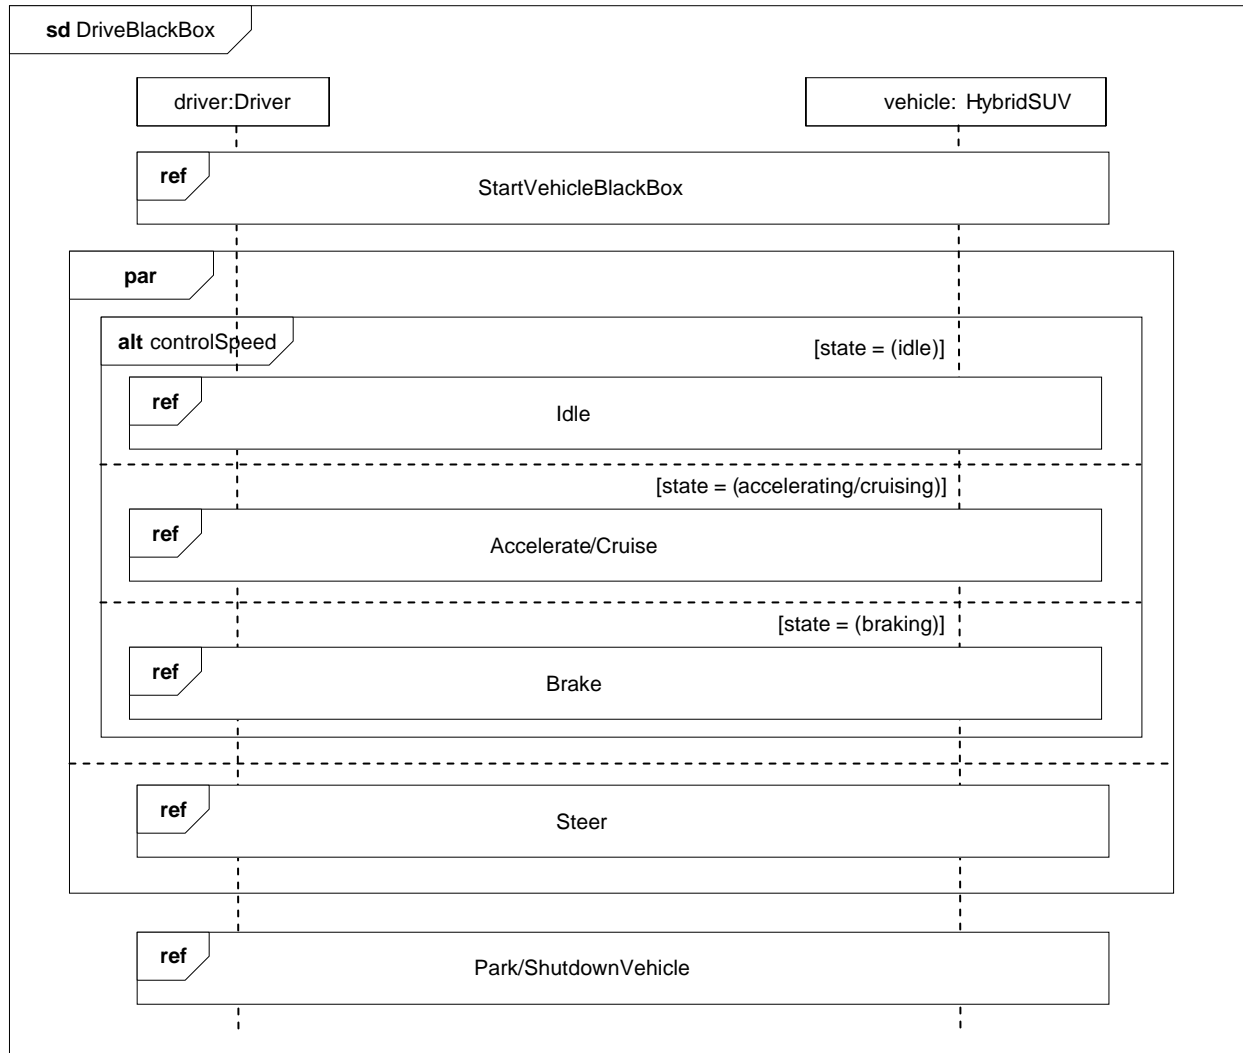 sd DriveBlackBox
driver:Driver
vehicle: HybridSUV
ref
StartVehicleBlackBox
par
alt controlSpeed
[state = (idle)]
ref
Idle
[state = (accelerating/cruising)]
ref
Accelerate/Cruise
[state = (braking)]
ref
Brake
ref
Steer
ref
Park/ShutdownVehicle